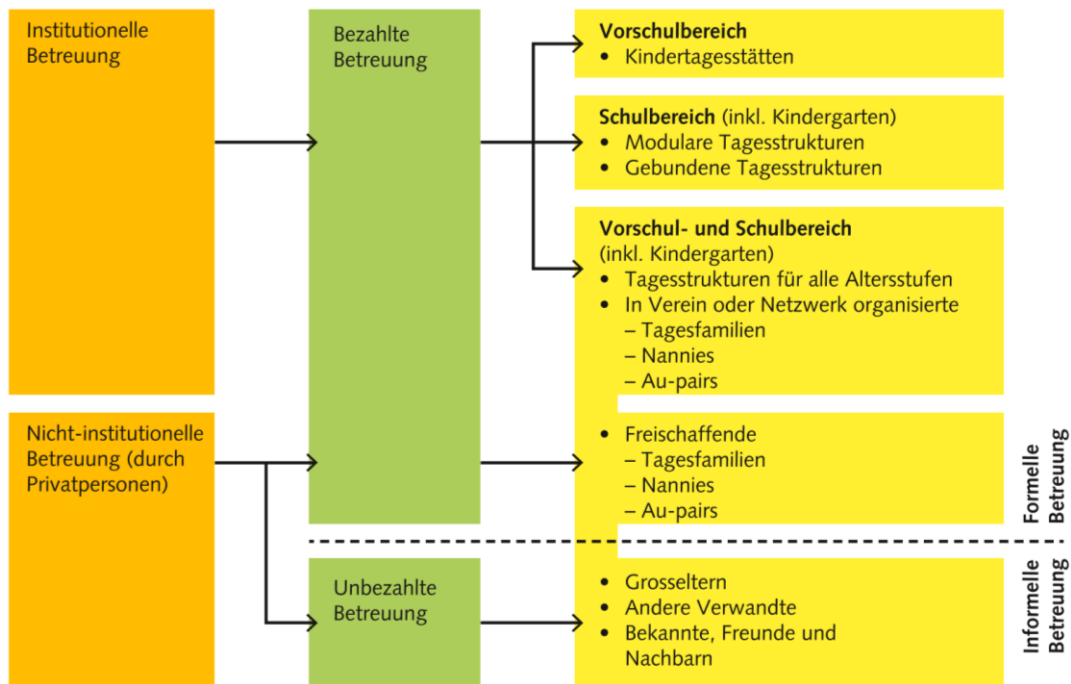 Institutionelle
Betreuung
Bezahlte
Betreuung
Vorschulbereich
• Kindertagesstätten
Schulbereich (inkl. Kindergarten)
• Modulare Tagesstrukturen
• Gebundene Tagesstrukturen
Vorschul- und Schulbereich
(inkl. Kindergarten)
• Tagesstrukturen für alle Altersstufen
• In Verein oder Netzwerk organisierte
– Tagesfamilien
– Nannies
– Au-pairs
Nicht-institutionelle
Betreuung (durch
Privatpersonen)
• Freischaffende
– Tagesfamilien
– Nannies
– Au-pairs
Formelle
Betreuung
Unbezahlte
Betreuung
• Grosseltern
• Andere Verwandte
• Bekannte, Freunde und
Nachbarn
Informelle
Betreuung